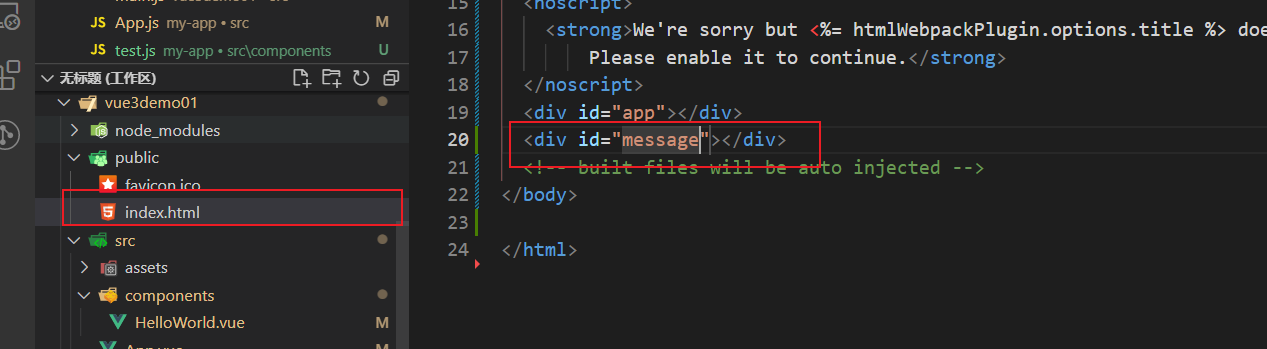 App.js my-app • src M
test.js my-app • src\components U
无标题 (工作区)
vue3demo01
node_modules
public
favicon.ico
index.html
src
assets
components
HelloWorld.vue M
App.vue
15 <noscript>
16 <strong>We're sorry but <%= htmlWebpackPlugin.options.title %> doe
17 Please enable it to continue.</strong>
18 </noscript>
19 <div id="app"></div>
20 <div id="message"></div>
21 <!-- built files will be auto injected -->
22 </body>
23
24 </html>